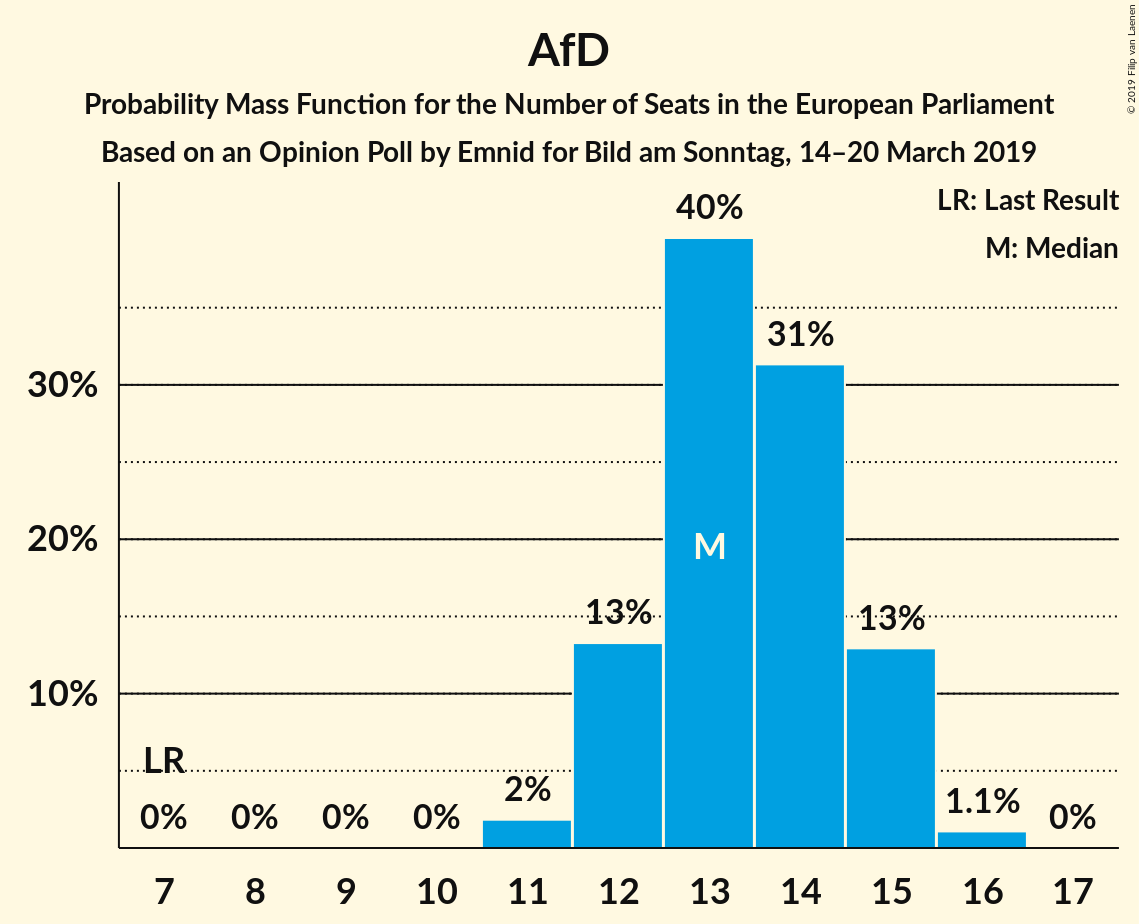 AfD
Probability Mass Function for the Number of Seats in the European Parliament
Based on an Opinion Poll by Emnid for Bild am Sonntag, 14–20 March 2019
© 2019 Filip van Laenen
LR: Last Result
M: Median
40%
31%
30%
20%
M
13%
13%
10%
LR
2%
1.1%
0%
0%
0%
0%
0%
7 8 9 10 11 12 13 14 15 16 17